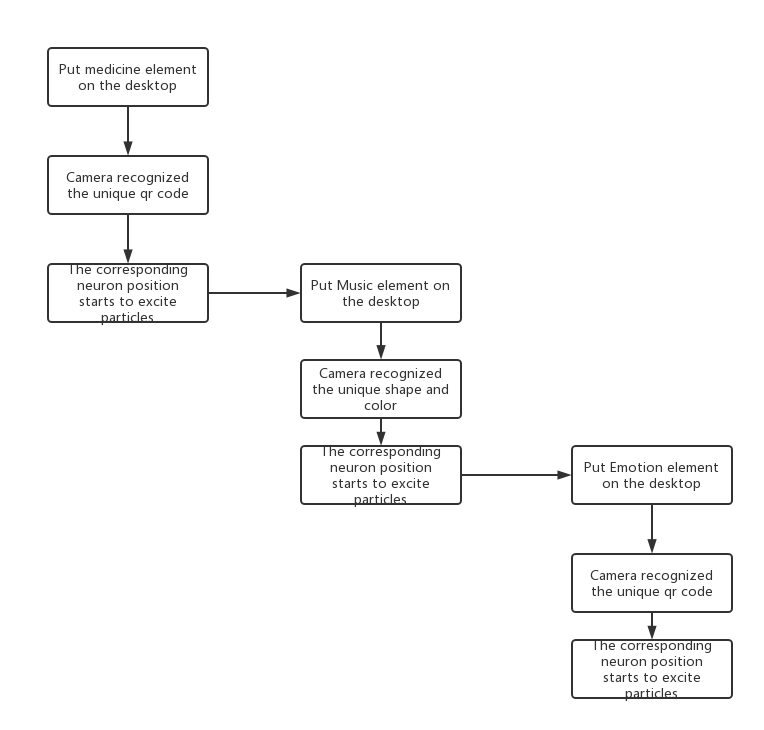 Put medicine element
on the desktop
Camera recognized
the unique qr code
The corresponding
neuron position
starts to excite
particles
Put Music element on
the desktop
Camera recognized
the unique shape and
color
The corresponding
neuron position
starts to excite
particles
Put Emotion element
on the desktop
Camera recognized
the unique qr code
The corresponding
neuron position
starts to excite
particles